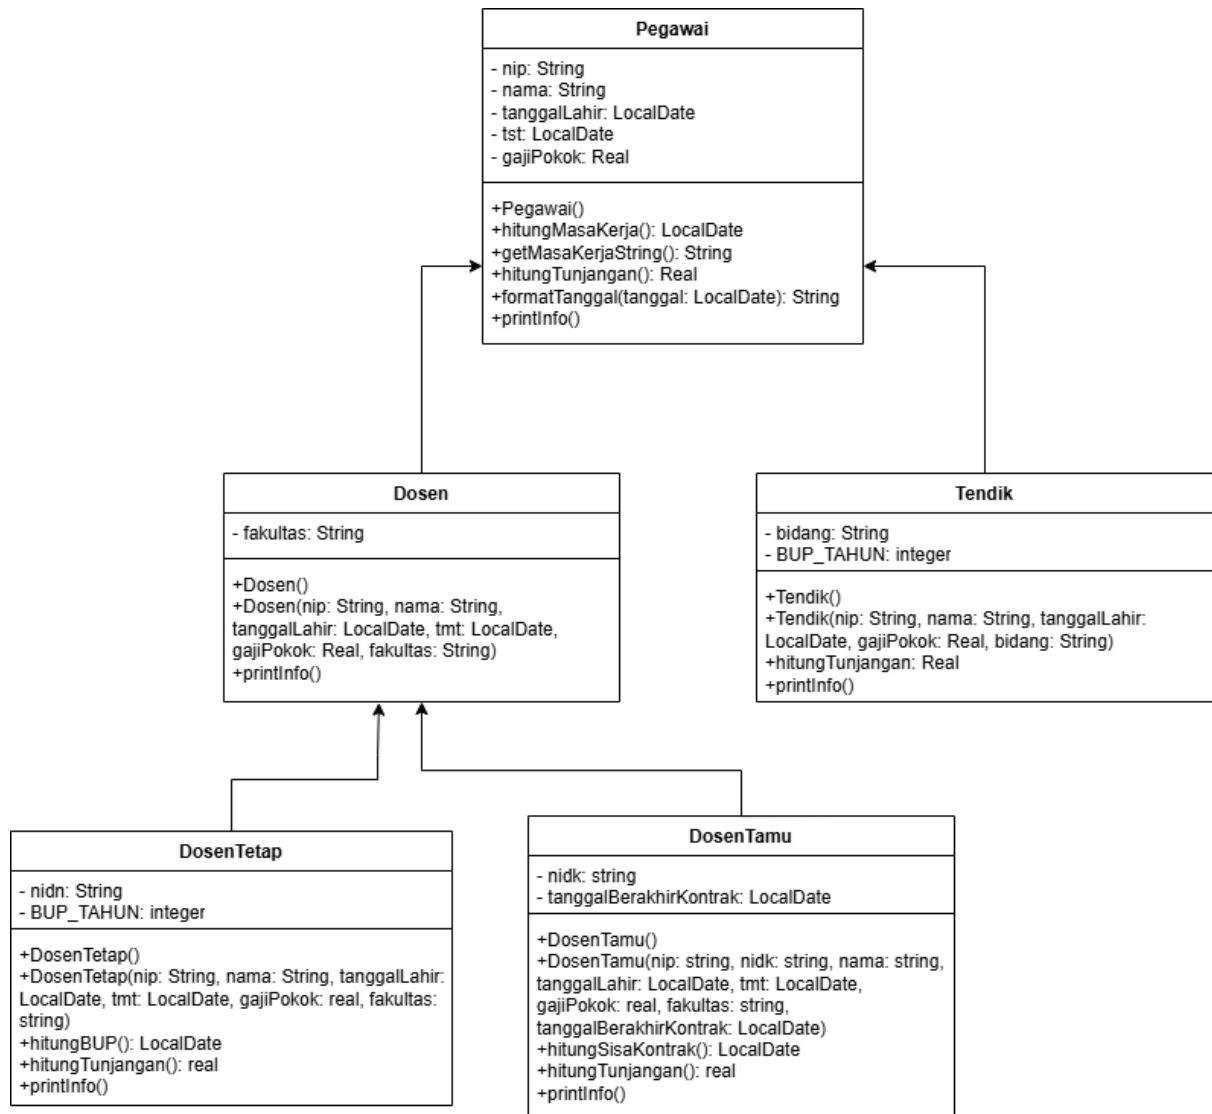 Pegawai
- nip: String
- nama: String
- tanggalLahir: LocalDate
- tst: LocalDate
- gajiPokok: Real
+Pegawai()
+hitungMasaKerja(): LocalDate
+getMasaKerjaString(): String
+hitungTunjangan(): Real
+formatTanggal(tanggal: LocalDate): String
+printInfo()
Dosen
- fakultas: String
+Dosen()
+Dosen(nip: String, nama: String,
tanggalLahir: LocalDate, tmt: LocalDate,
gajiPokok: Real, fakultas: String)
+printInfo()
Tendik
- bidang: String
- BUP_TAHUN: integer
+Tendik()
+Tendik(nip: String, nama: String, tanggalLahir:
LocalDate, gajiPokok: Real, bidang: String)
+hitungTunjangan: Real
+printInfo()
DosenTetap
- nidn: String
- BUP_TAHUN: integer
+DosenTetap()
+DosenTetap(nip: String, nama: String, tanggalLahir:
LocalDate, tmt: LocalDate, gajiPokok: real, fakultas:
string)
+hitungBUP(): LocalDate
+hitungTunjangan(): real
+printInfo()
DosenTamu
- nidk: string
- tanggalBerakhirKontrak: LocalDate
+DosenTamu()
+DosenTamu(nip: string, nidk: string, nama: string,
tanggalLahir: LocalDate, tmt: LocalDate,
gajiPokok: real, fakultas: string,
tanggalBerakhirKontrak: LocalDate)
+hitungSisaKontrak(): LocalDate
+hitungTunjangan(): real
+printInfo()